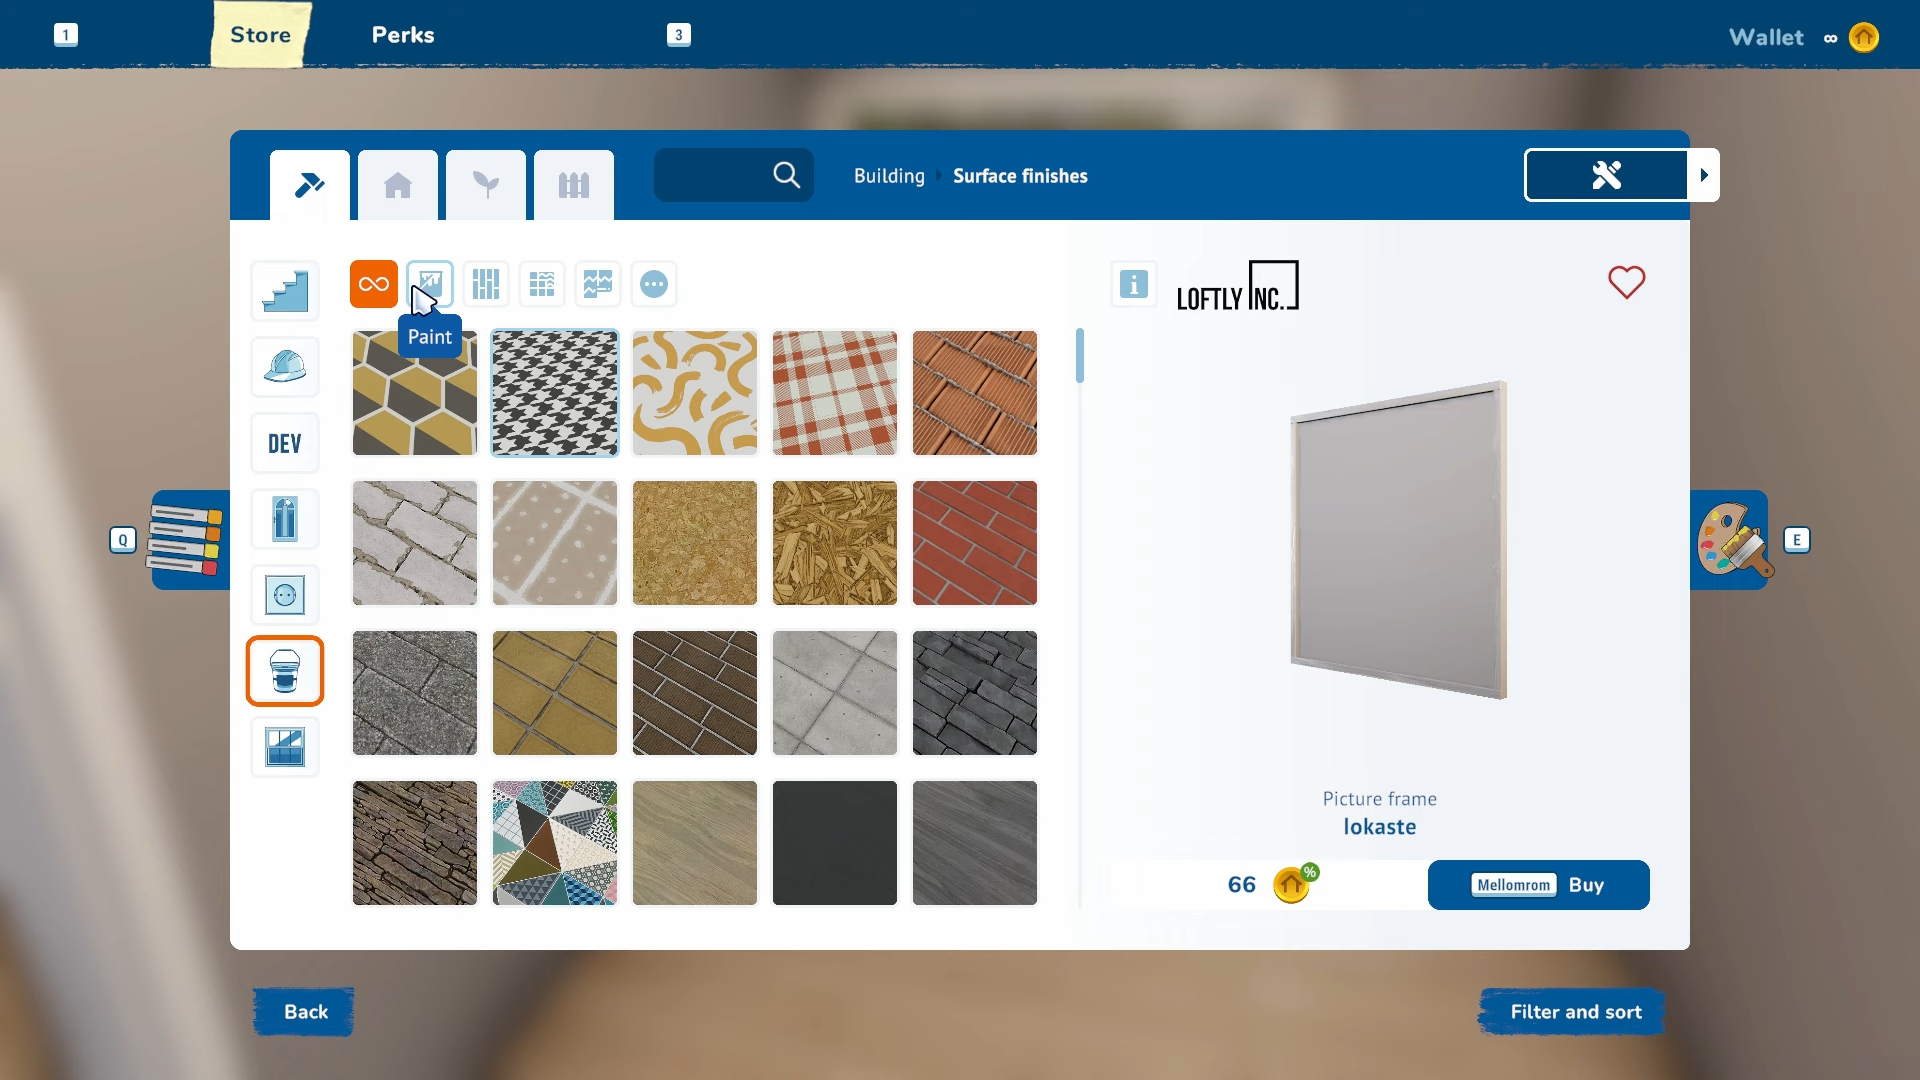 1
Store
Perks
3
Wallet ∞
Building
Surface finishes
LOFTLY INC.
Paint
DEV
Q
E
Picture frame
Iokaste
66
%
Mellomrom
Buy
Back
Filter and sort